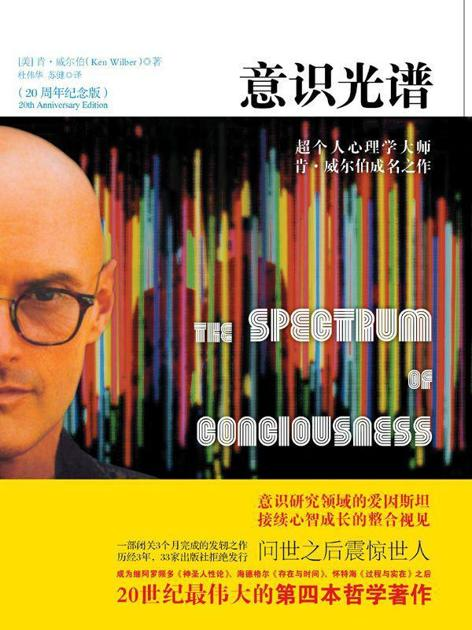 [美] 肯·威尔伯(Ken Wilber)◎著
杜伟华 苏健◎译
(20周年纪念版)
20th Anniversary Edition
意识光谱
超个人心理学大师
肯·威尔伯成名之作
THE SPECTRUM
OF
CONCIOUSNESS
意识研究领域的爱因斯坦
接续心智成长的整合视见
一部闭关3个月完成的发轫之作
历经3年、33家出版社拒绝发行
问世之后震惊世人
成为继阿罗频多《神圣人性论》、海德格尔《存在与时间》、怀特海《过程与实在》之后
20世纪最伟大的第四本哲学著作